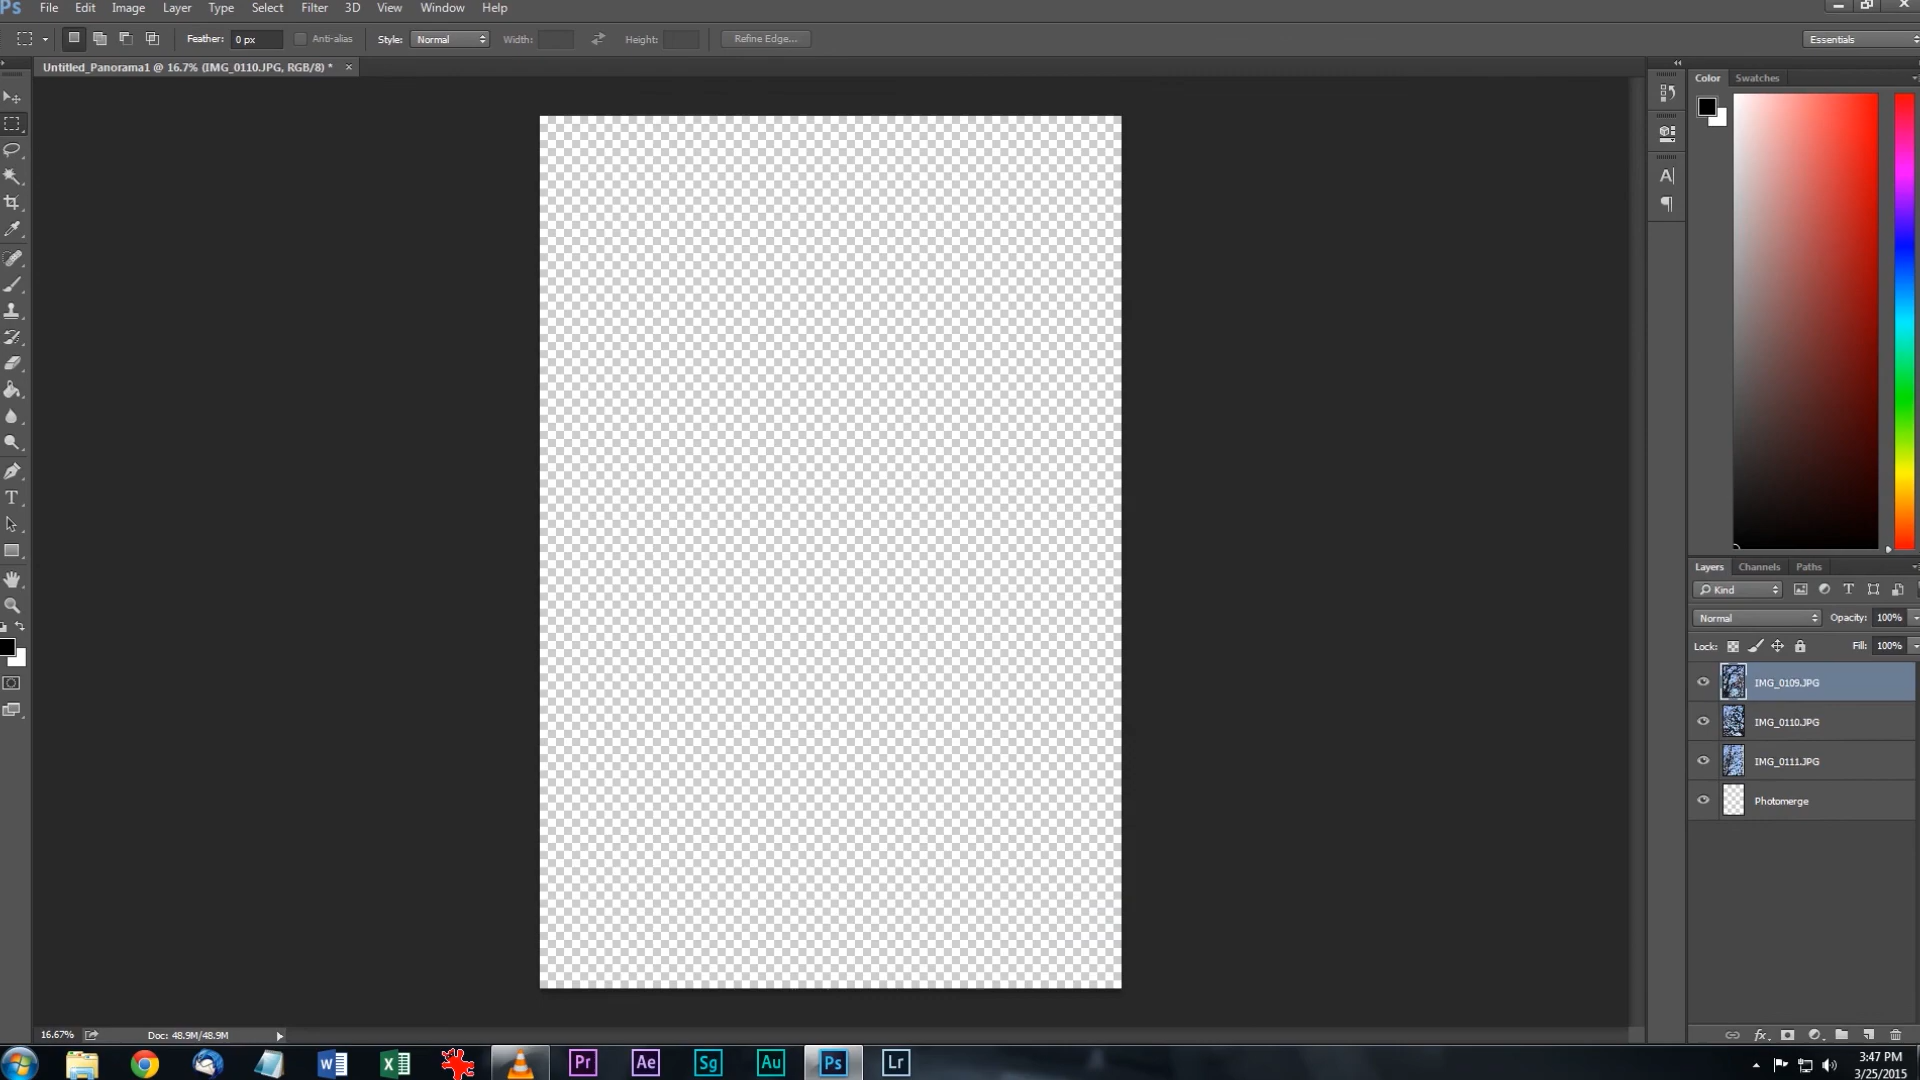 Ps File Edit Image Layer Type Select Filter 3D View Window Help
Feather: 0 px Anti-alias Style: Normal Width: Height: Refine Edge... Essentials
Untitled_Panorama1 @ 16.7% (IMG_0110.JPG, RGB/8) * ×
Color Swatches
A|
T
Layers Channels Paths
Kind T
Normal Opacity: 100%
Lock: Fill: 100%
IMG_0109.JPG
IMG_0110.JPG
IMG_0111.JPG
Photomerge
fx
16.67% Doc: 48.9M/48.9M
Pr Ae Sg Au Ps Lr
3:47 PM
3/25/2015